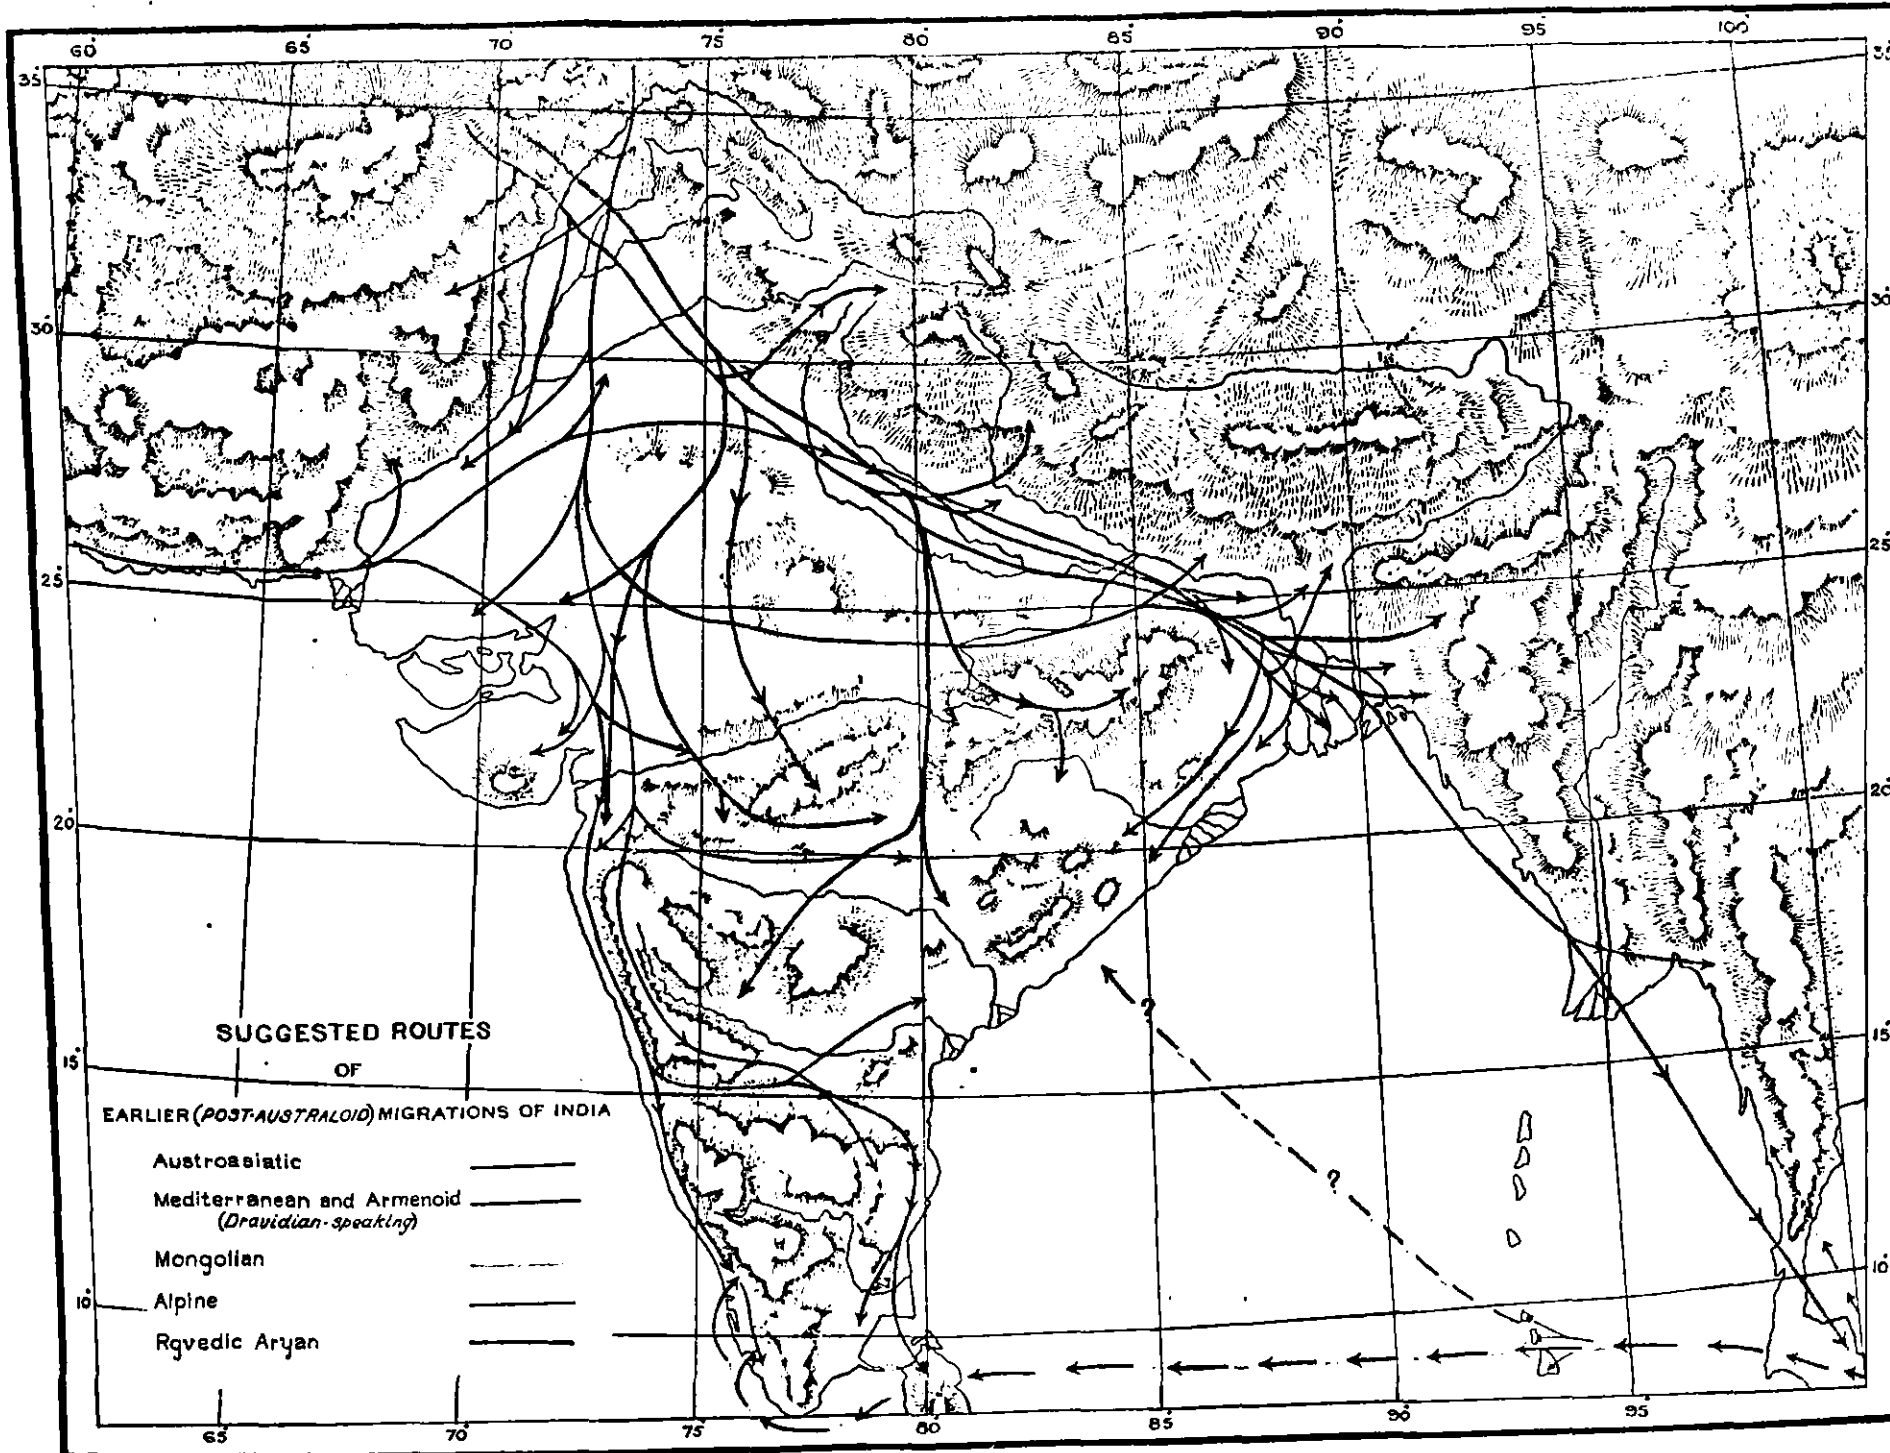 60° 65° 70° 75° 80° 85° 90° 95° 100°
35° 35
30° 30°
25° 25°
20° 20°
15° 15°
10° 10°
?
?
SUGGESTED ROUTES
OF
EARLIER (POST-AUSTRALOID) MIGRATIONS OF INDIA
Austroasiatic
Mediterranean and Armenoid
(Dravidian-speaking)
Mongolian
Alpine
Rgvedic Aryan
65° 70° 75° 80° 85° 90° 95°